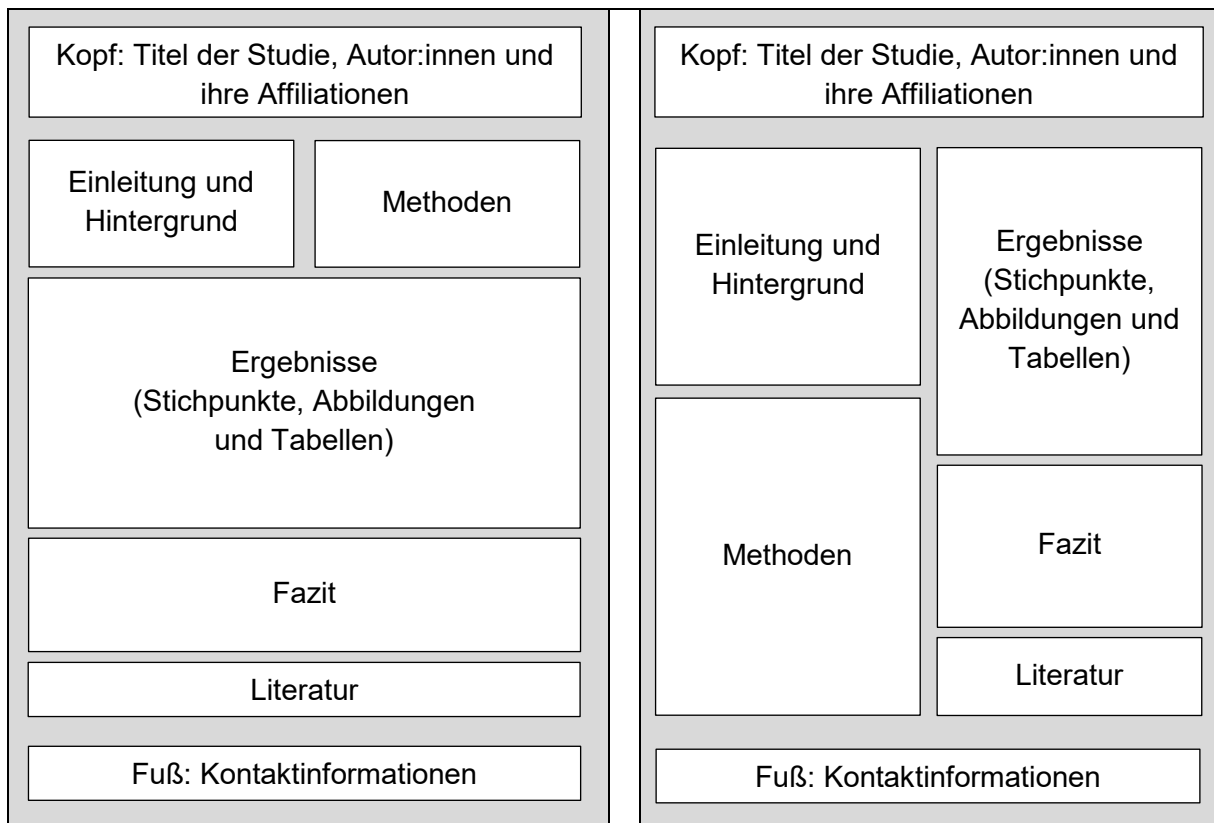 Kopf: Titel der Studie, Autor:innen und
ihre Affiliationen
Einleitung und
Hintergrund
Methoden
Ergebnisse
(Stichpunkte, Abbildungen
und Tabellen)
Fazit
Literatur
Fuß: Kontaktinformationen
Kopf: Titel der Studie, Autor:innen und
ihre Affiliationen
Einleitung und
Hintergrund
Methoden
Ergebnisse
(Stichpunkte,
Abbildungen und
Tabellen)
Fazit
Literatur
Fuß: Kontaktinformationen